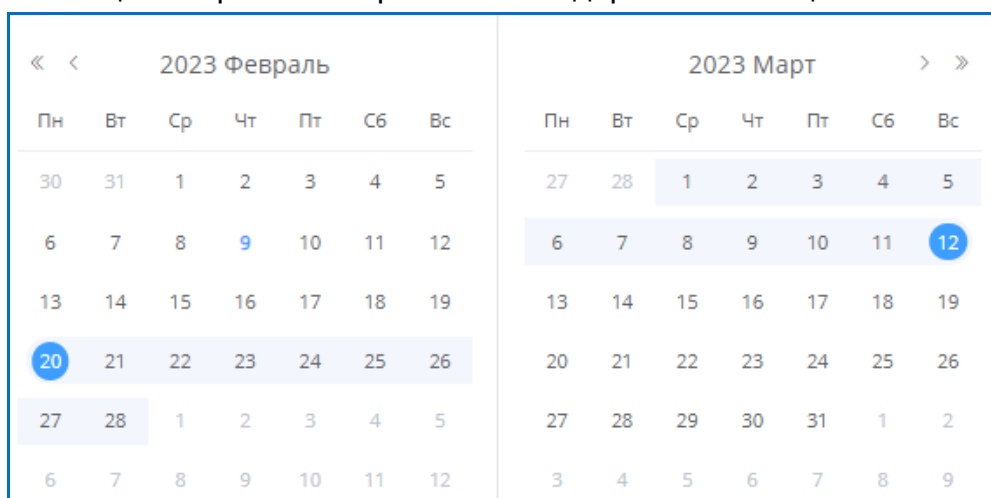 « < 2023 Февраль
Пн Вт Ср Чт Пт Сб Вс
30 31 1 2 3 4 5
6 7 8 9 10 11 12
13 14 15 16 17 18 19
20 21 22 23 24 25 26
27 28 1 2 3 4 5
6 7 8 9 10 11 12
2023 Март > »
Пн Вт Ср Чт Пт Сб Вс
27 28 1 2 3 4 5
6 7 8 9 10 11 12
13 14 15 16 17 18 19
20 21 22 23 24 25 26
27 28 29 30 31 1 2
3 4 5 6 7 8 9